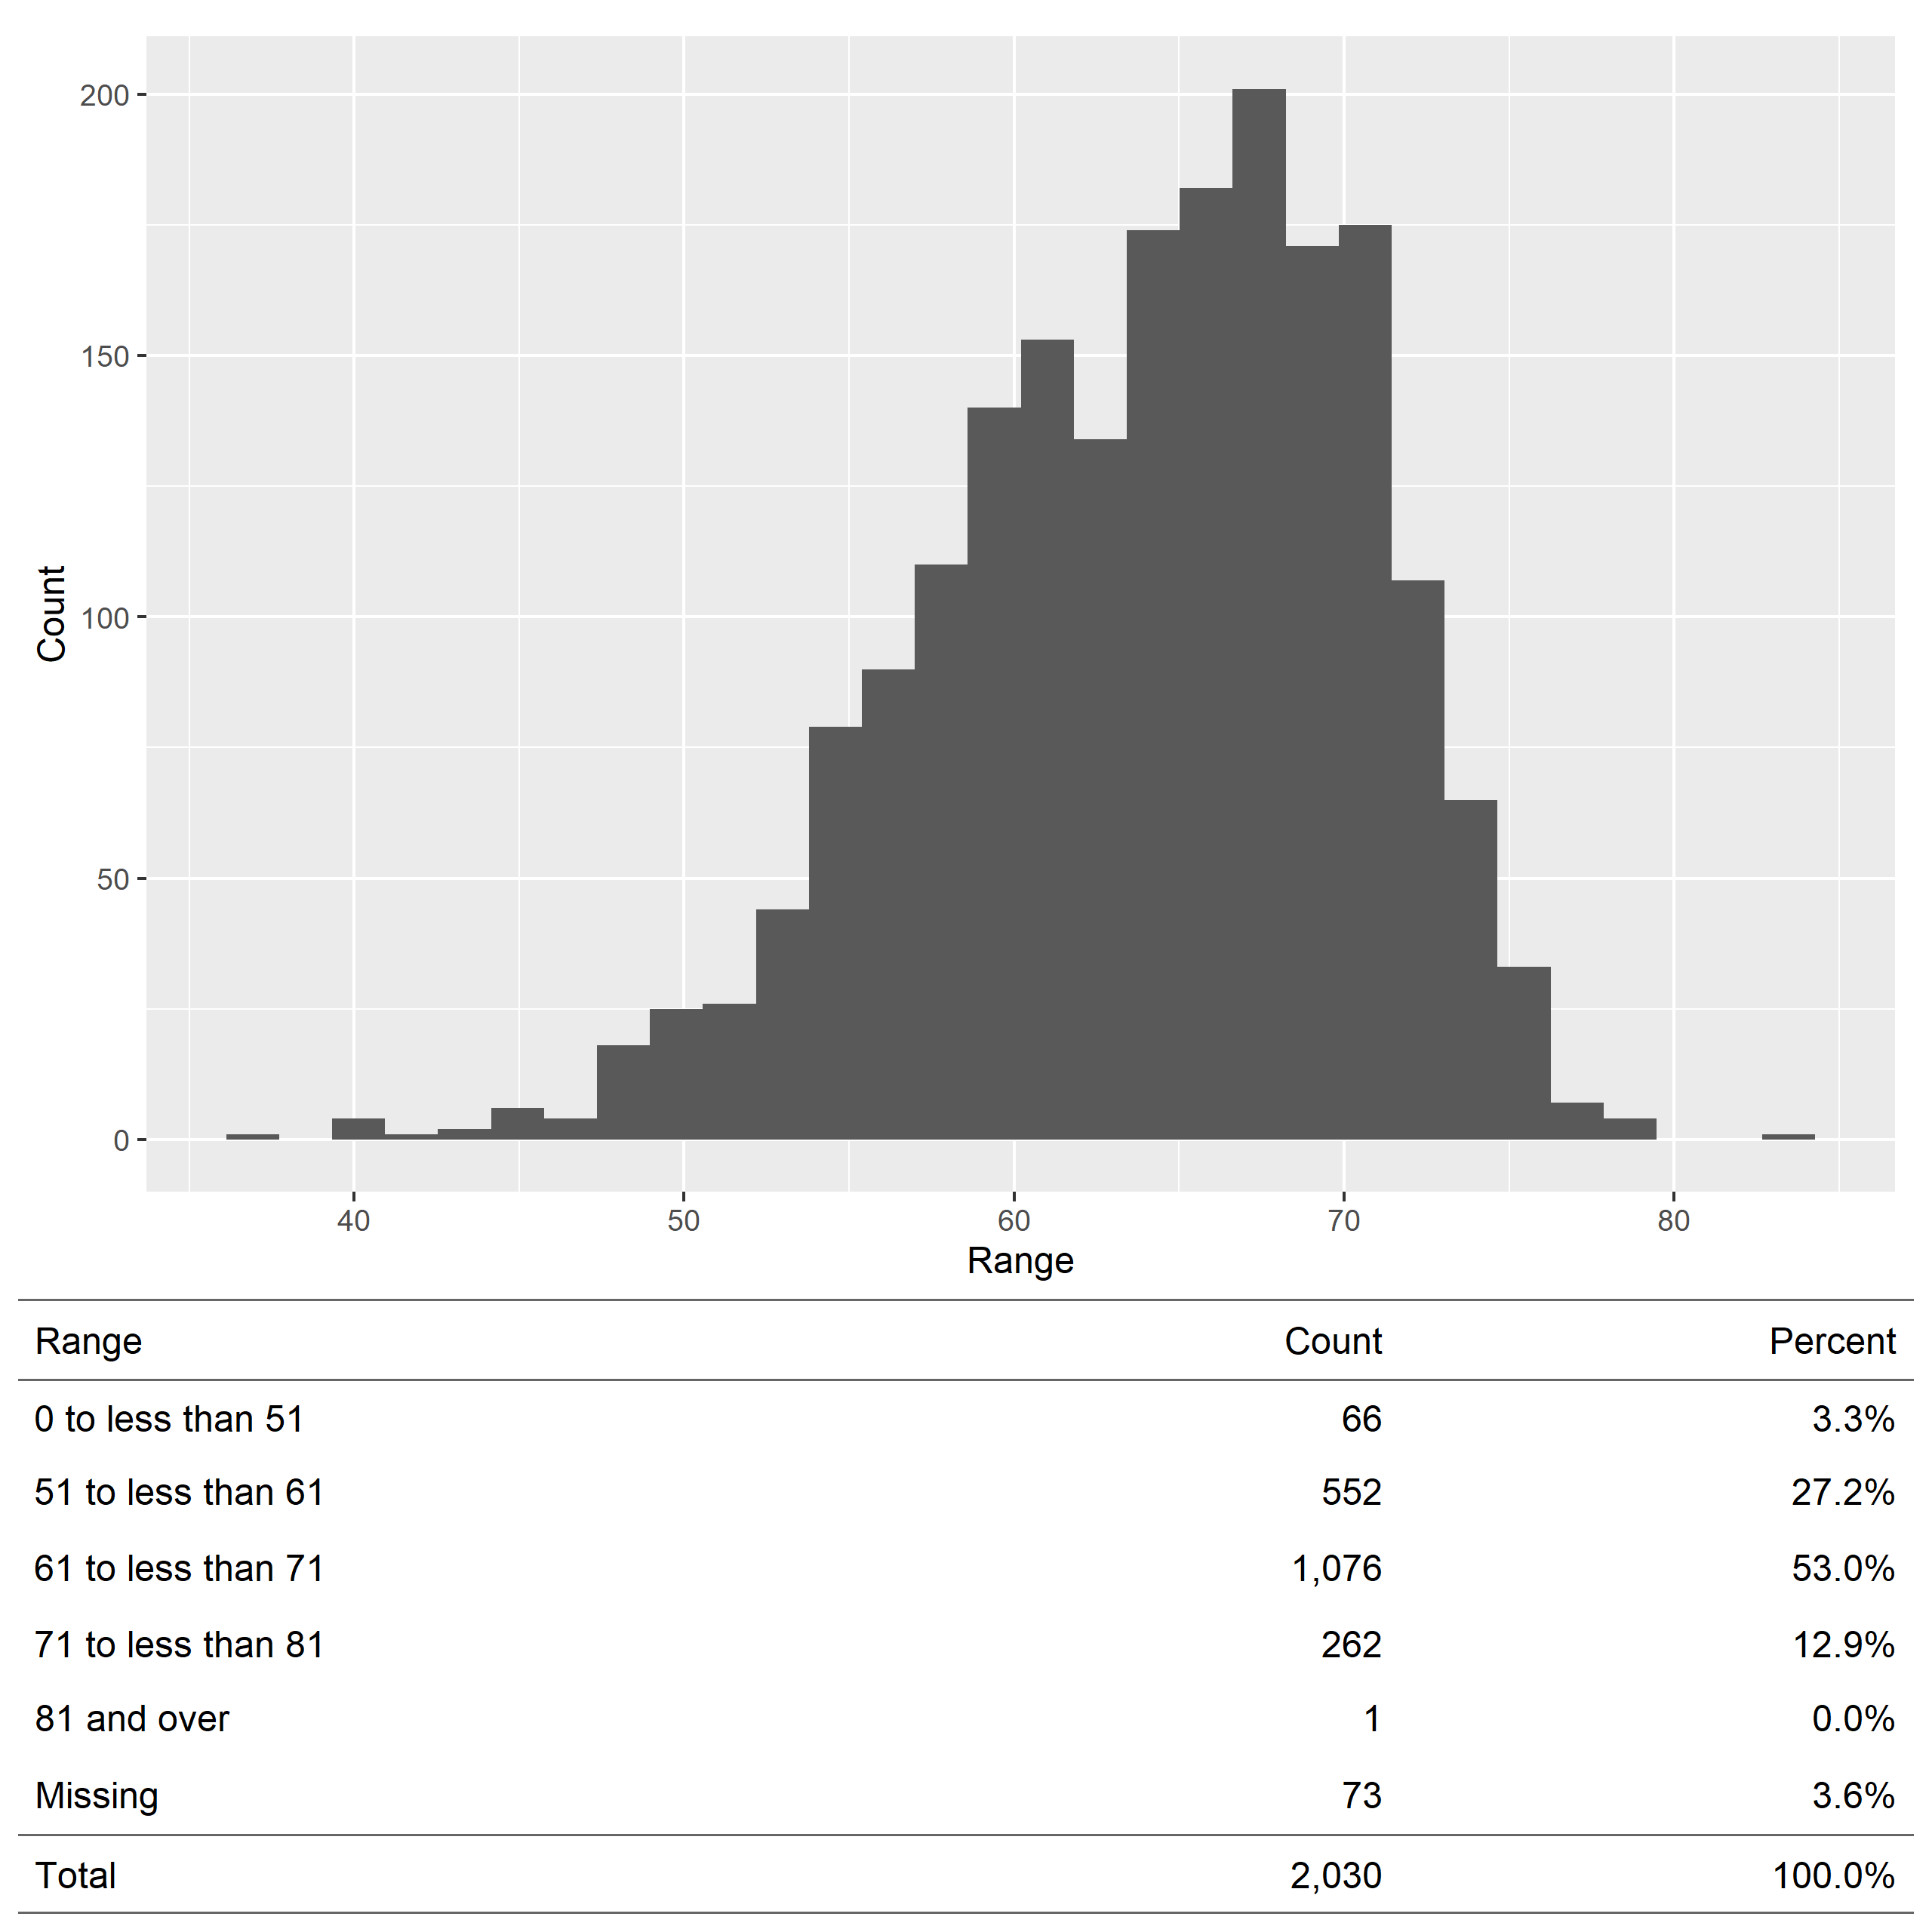 200
150
100
50
0
Count
40 50 60 70 80
Range
Range Count Percent
0 to less than 51 66 3.3%
51 to less than 61 552 27.2%
61 to less than 71 1,076 53.0%
71 to less than 81 262 12.9%
81 and over 1 0.0%
Missing 73 3.6%
Total 2,030 100.0%